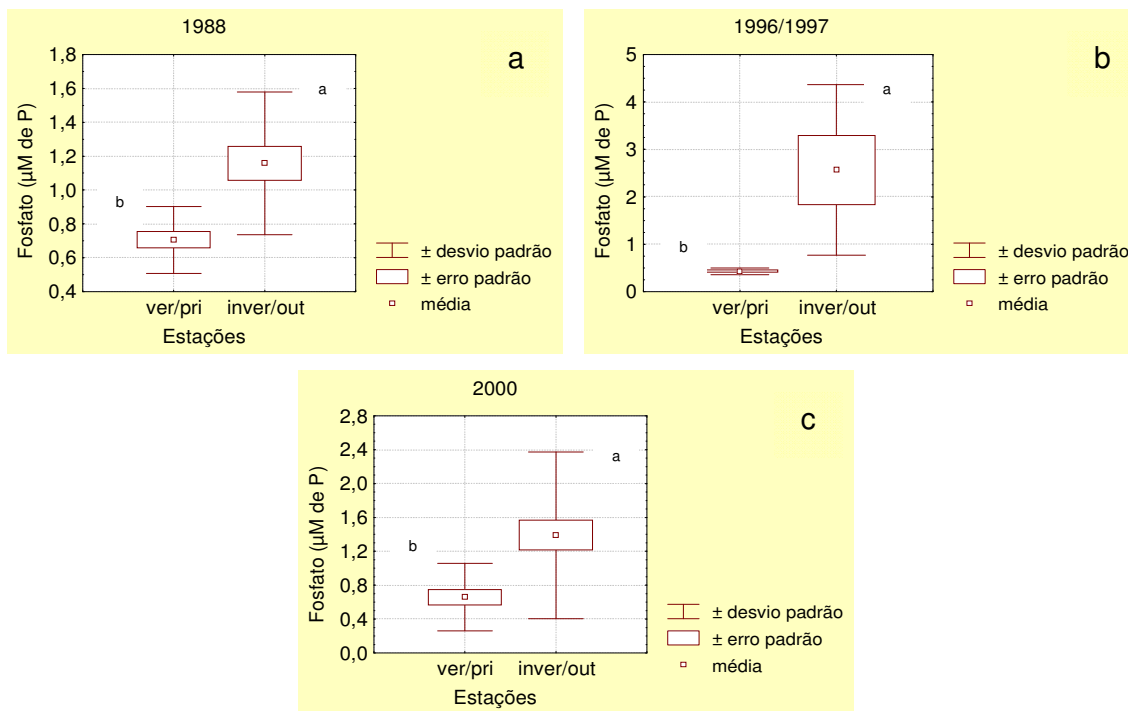 1988
a
1,8
1,6
1,4
1,2
1,0
0,8
0,6
0,4
Fosfato (µM de P)
a
b
ver/pri inver/out
Estações
± desvio padrão
± erro padrão
média
1996/1997
b
5
4
3
2
1
0
Fosfato (µM de P)
a
b
ver/pri inver/out
Estações
± desvio padrão
± erro padrão
média
2000
c
2,8
2,4
2,0
1,6
1,2
0,8
0,4
0,0
Fosfato (µM de P)
a
b
ver/pri inver/out
Estações
± desvio padrão
± erro padrão
média